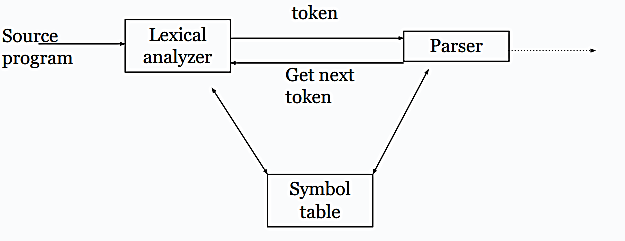 Source
program
Lexical
analyzer
token
Get next
token
Parser
Symbol
table